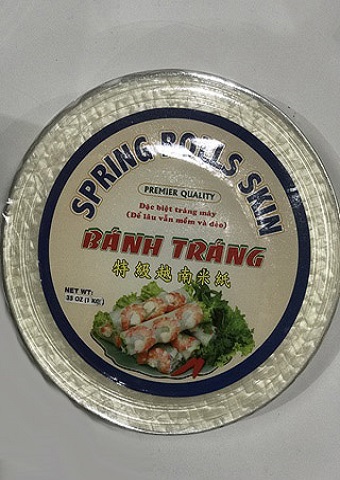 SPRING ROLLS SKIN
PREMIER QUALITY
Đặc biệt tráng máy
(Để lâu vẫn mềm và dẻo)
BÁNH TRÁNG
特級越南米紙
NET WT:
35 OZ (1 KG)